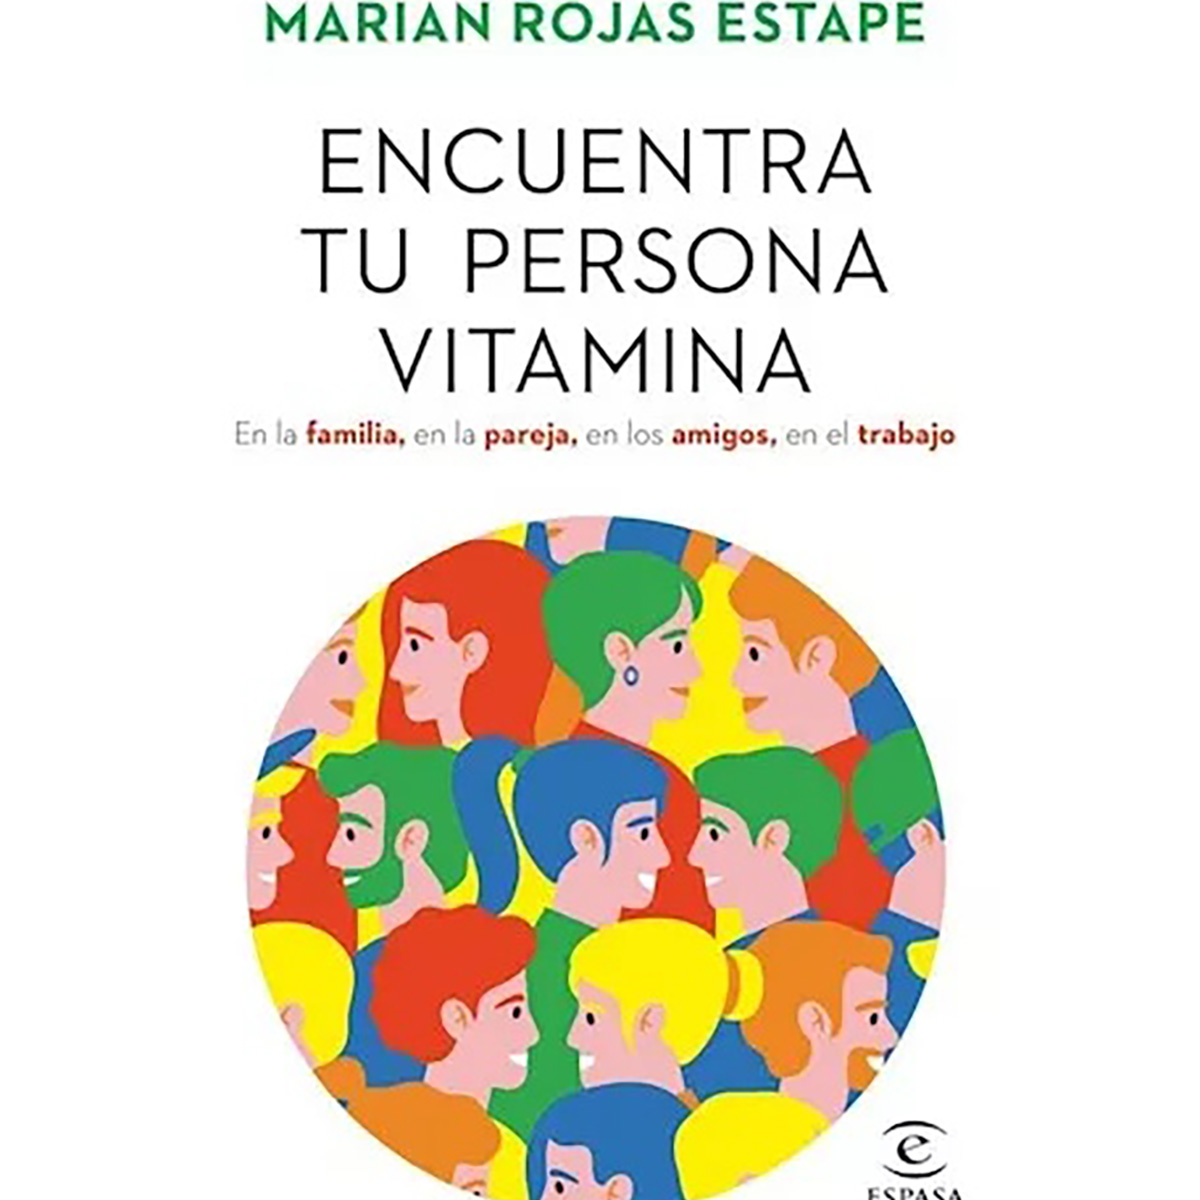 MARIAN ROJAS ESTAPE
ENCUENTRA
TU PERSONA
VITAMINA
En la familia, en la pareja, en los amigos, en el trabajo
e
ESPASA